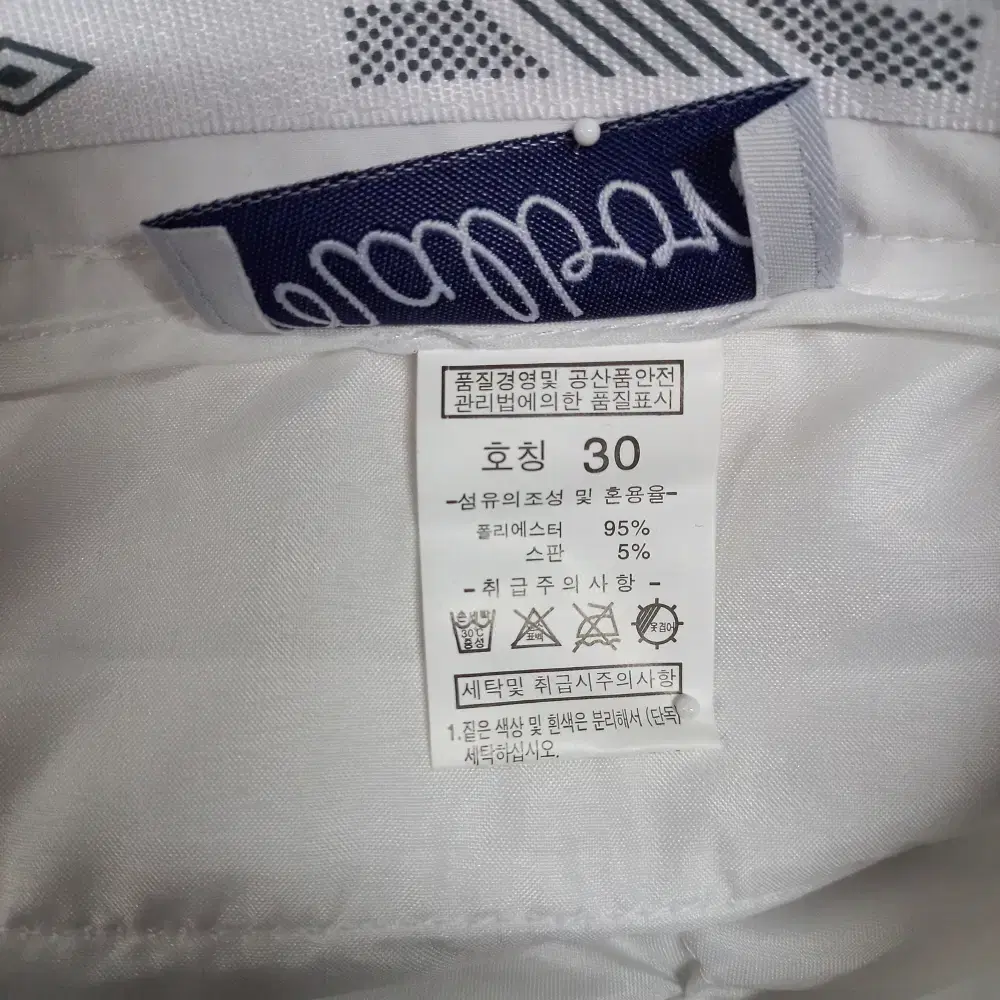 품질경영및 공산품안전
관리법에의한 품질표시
호칭 30
-섬유의조성 및 혼용율-
폴리에스터 95%
스판 5%
- 취급주의사항 -
손세탁
30℃
중성
표백
옷걸이
세탁및 취급시주의사항
1.짙은 색상 및 흰색은 분리해서 (단독)
세탁하십시오.